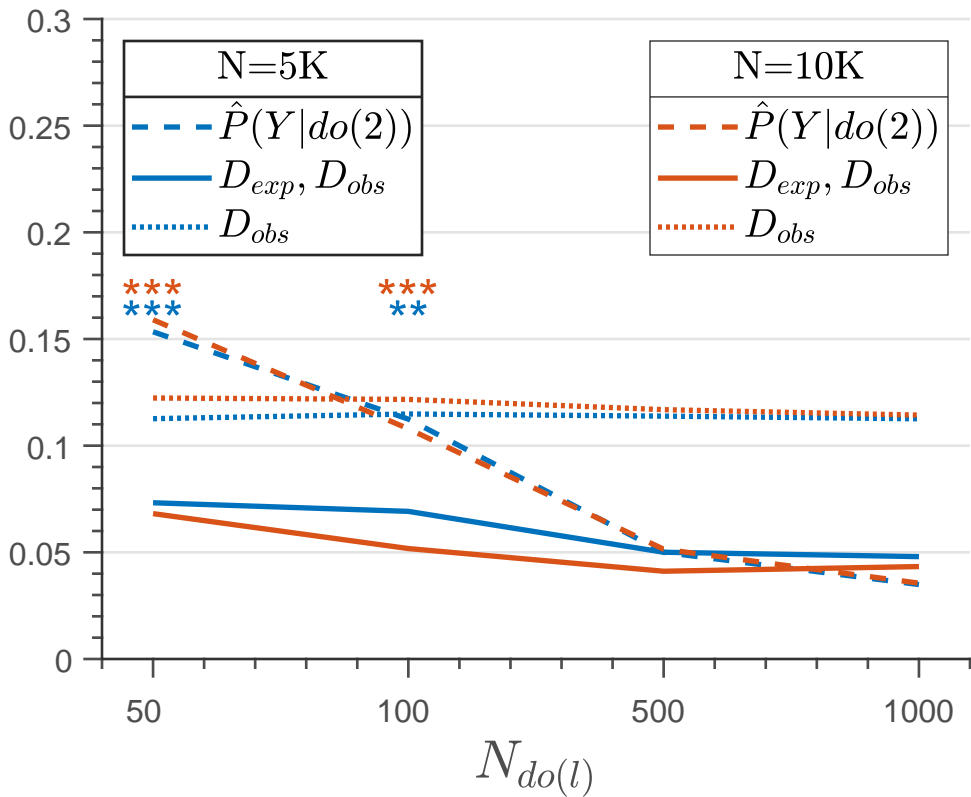 0.3
N=5K
P̂(Y|do(2))
D_exp, D_obs
D_obs
N=10K
P̂(Y|do(2))
D_exp, D_obs
D_obs
0.25
0.2
*** ***
*** **
0.15
0.1
0.05
0
50 100 500 1000
N_do(l)